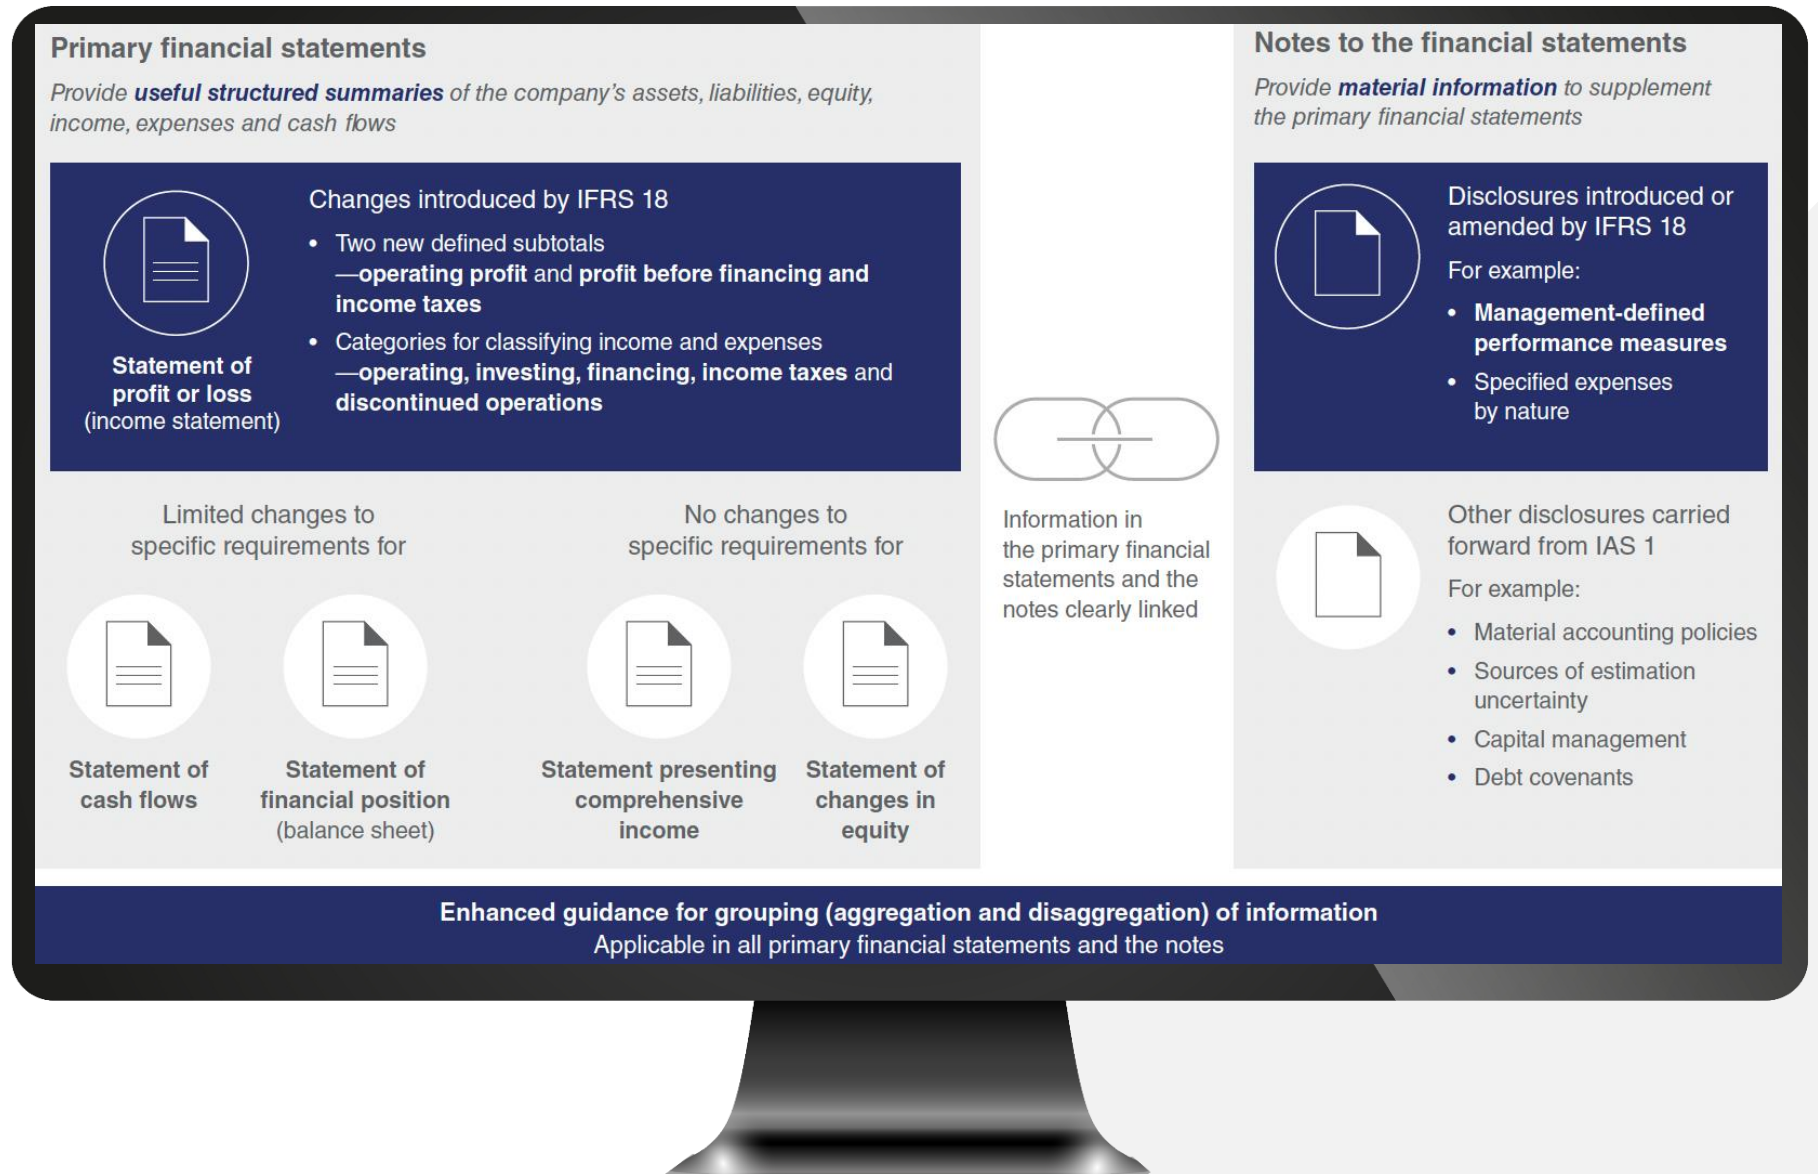 Primary financial statements
Provide useful structured summaries of the company's assets, liabilities, equity,
income, expenses and cash flows
Changes introduced by IFRS 18
• Two new defined subtotals
—operating profit and profit before financing and
income taxes
• Categories for classifying income and expenses
—operating, investing, financing, income taxes and
discontinued operations
Statement of
profit or loss
(income statement)
Limited changes to
specific requirements for
No changes to
specific requirements for
Statement of
cash flows
Statement of
financial position
(balance sheet)
Statement presenting
comprehensive
income
Statement of
changes in
equity
Information in
the primary financial
statements and the
notes clearly linked
Notes to the financial statements
Provide material information to supplement
the primary financial statements
Disclosures introduced or
amended by IFRS 18
For example:
• Management-defined
performance measures
• Specified expenses
by nature
Other disclosures carried
forward from IAS 1
For example:
• Material accounting policies
• Sources of estimation
uncertainty
• Capital management
• Debt covenants
Enhanced guidance for grouping (aggregation and disaggregation) of information
Applicable in all primary financial statements and the notes